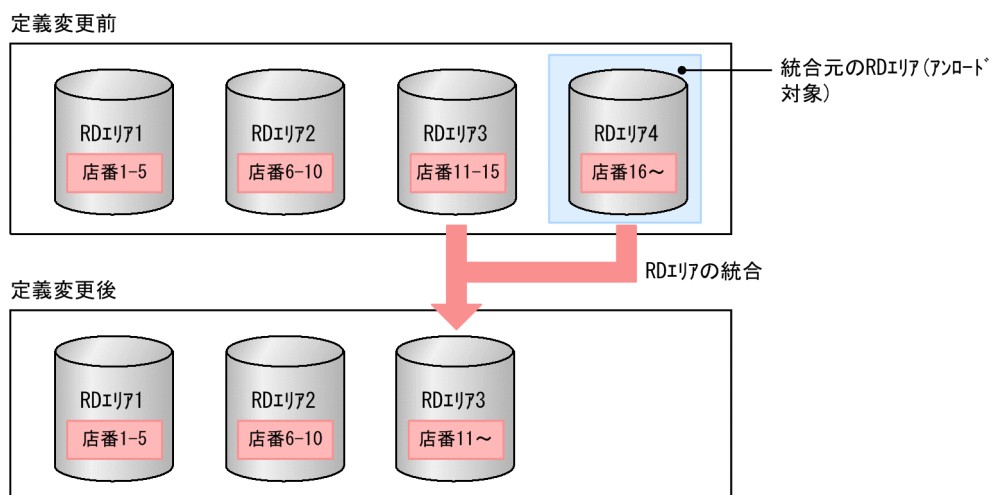 定義変更前
統合元のRDｴﾘｱ(ｱﾝﾛｰﾄﾞ
対象)
RDｴﾘｱ1
RDｴﾘｱ2
RDｴﾘｱ3
RDｴﾘｱ4
店番1-5
店番6-10
店番11-15
店番16～
RDｴﾘｱの統合
定義変更後
RDｴﾘｱ1
RDｴﾘｱ2
RDｴﾘｱ3
店番1-5
店番6-10
店番11～